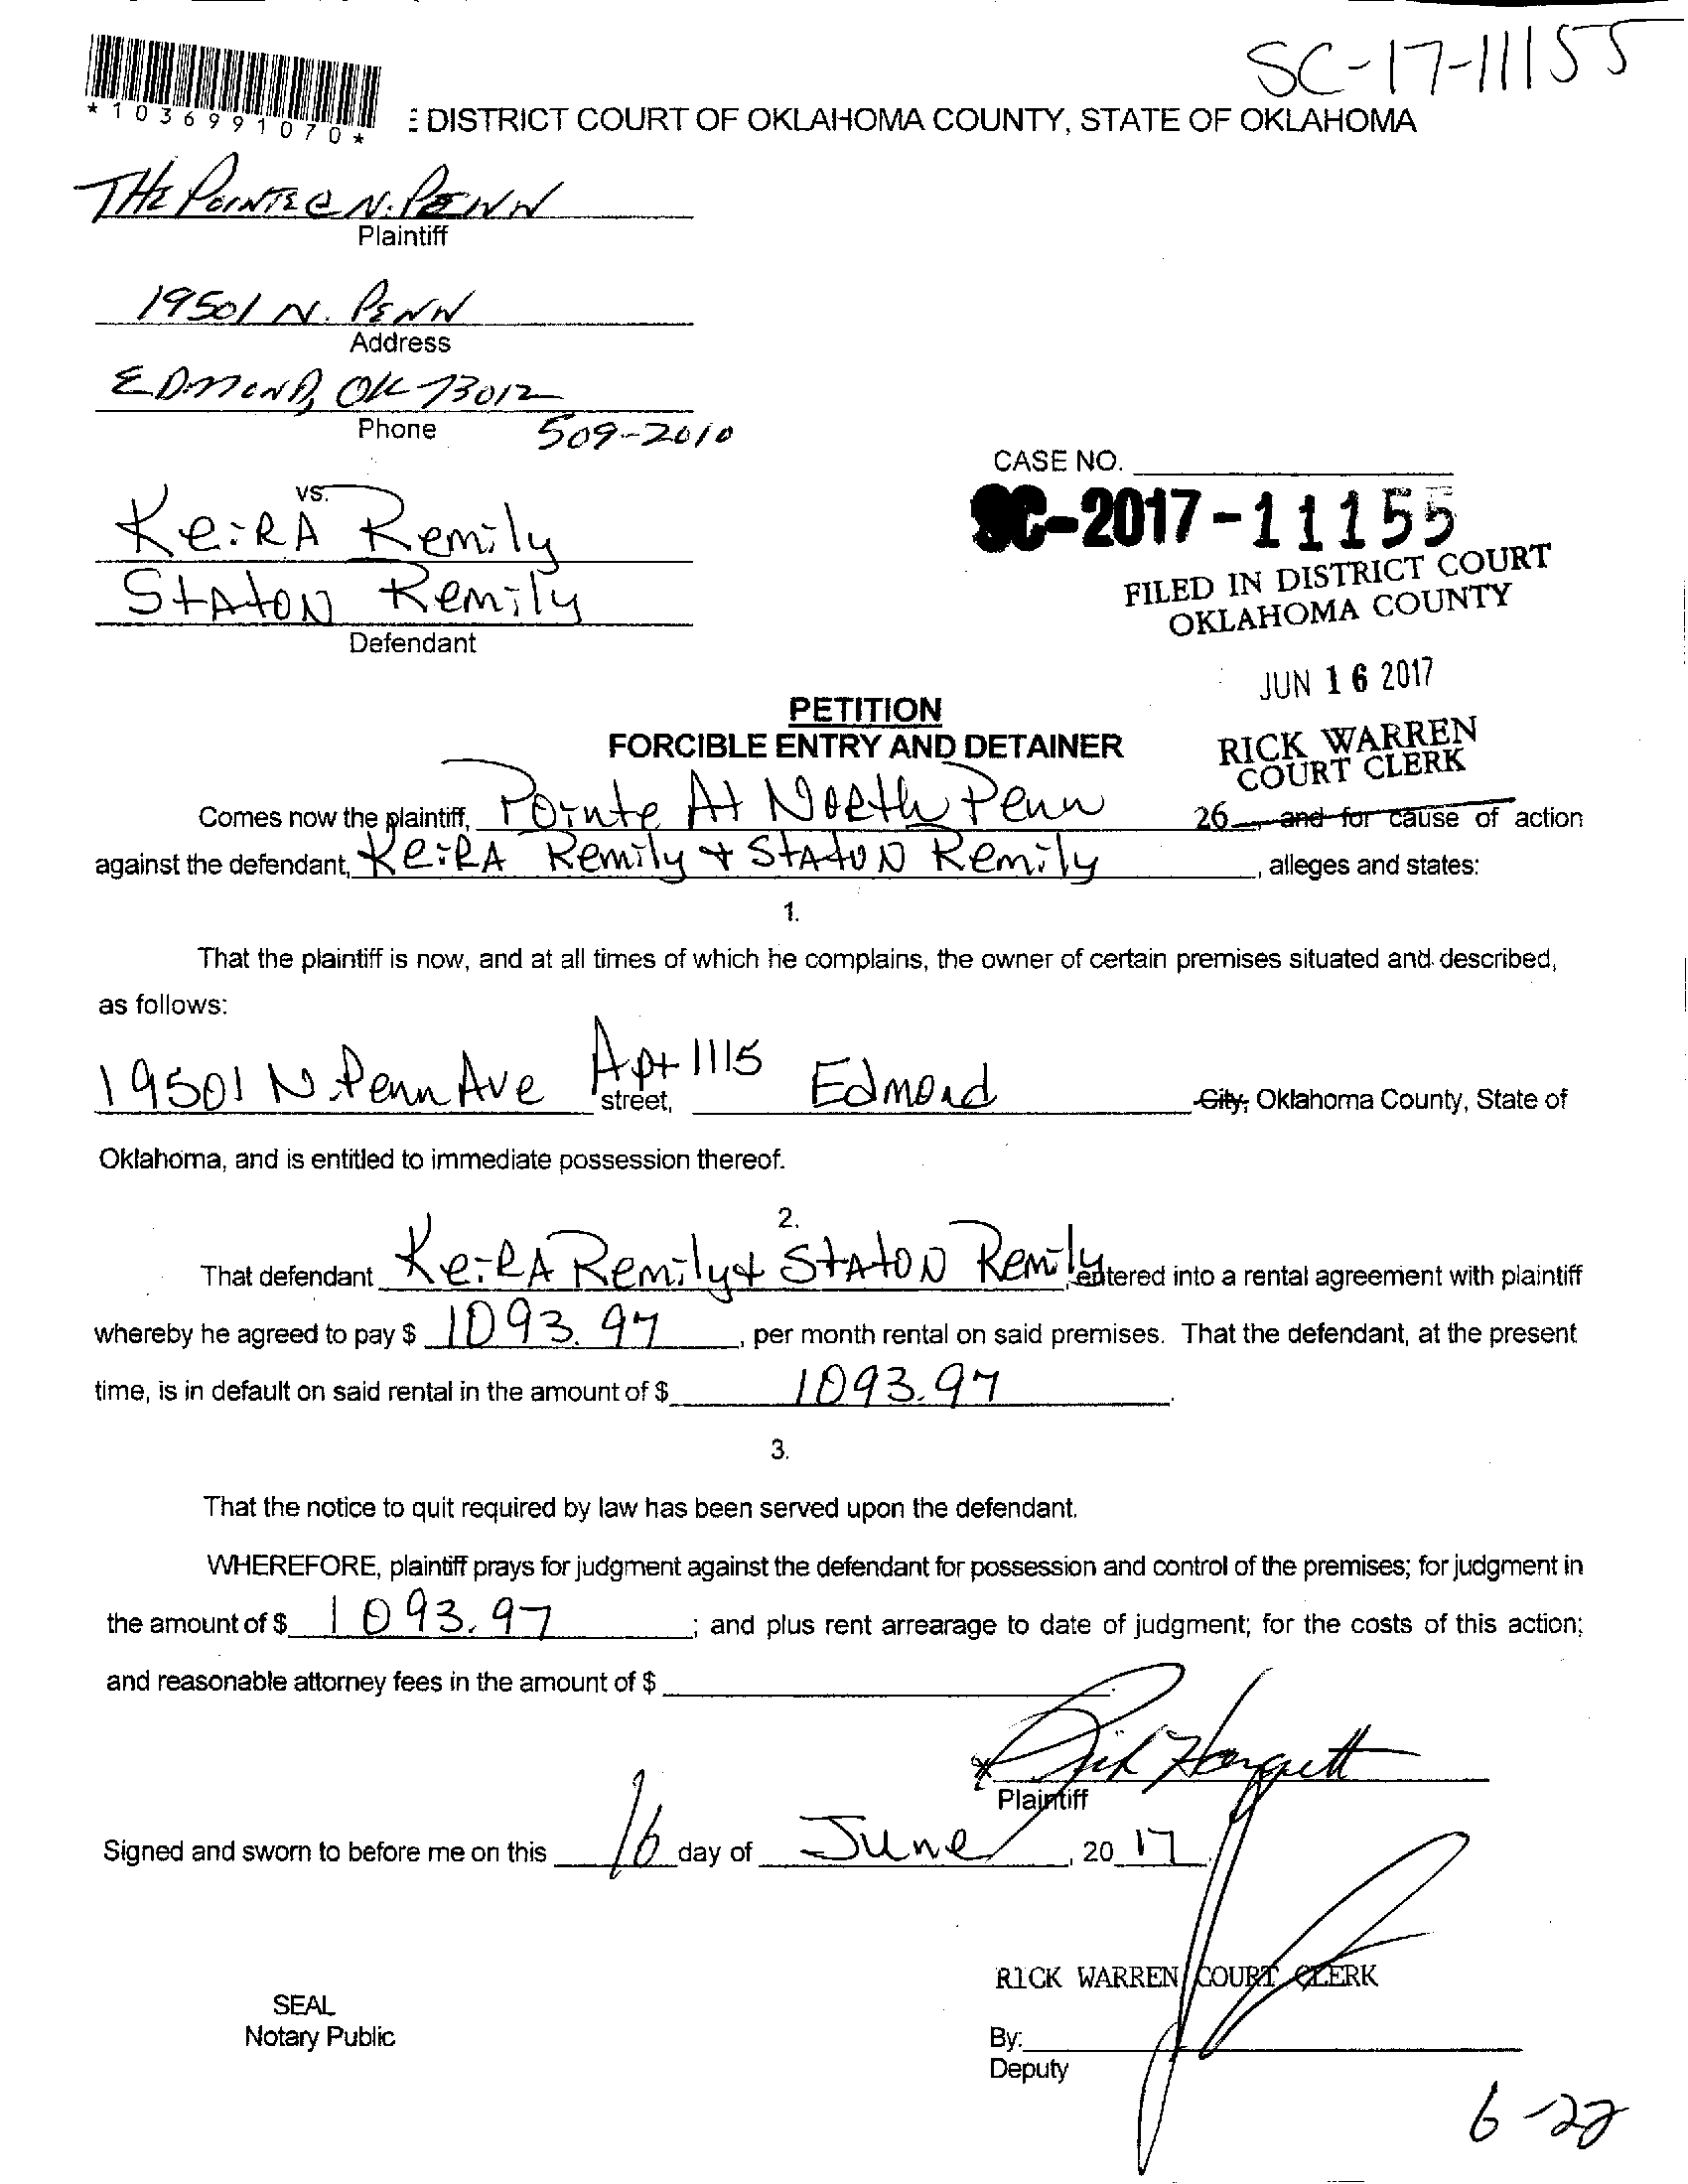 SC-17-11155
*1036991070*
DISTRICT COURT OF OKLAHOMA COUNTY, STATE OF OKLAHOMA
THE POINTE @ N. PENN
Plaintiff
19501 N. PENN
Address
EDMOND, OK 73012
Phone 509-2010
CASE NO.
vs.
KeiRA Remily
SC-2017-11155
STAtON Remily
FILED IN DISTRICT COURT
OKLAHOMA COUNTY
Defendant
JUN 16 2017
PETITION
FORCIBLE ENTRY AND DETAINER
RICK WARREN
COURT CLERK
Comes now the plaintiff, Pointe At North Penn 26 , and for cause of action
against the defendant, KeiRA Remily + STAtON Remily , alleges and states:
1.
That the plaintiff is now, and at all times of which he complains, the owner of certain premises situated and described,
as follows:
19501 N. Penn Ave Apt 1115 street, Edmond City, Oklahoma County, State of
Oklahoma, and is entitled to immediate possession thereof.
2.
That defendant KeiRA Remily + STAtON Remily, entered into a rental agreement with plaintiff
whereby he agreed to pay $ 1093.97 , per month rental on said premises. That the defendant, at the present
time, is in default on said rental in the amount of $ 1093.97 .
3.
That the notice to quit required by law has been served upon the defendant.
WHEREFORE, plaintiff prays for judgment against the defendant for possession and control of the premises; for judgment in
the amount of $ 1093.97 ; and plus rent arrearage to date of judgment; for the costs of this action;
and reasonable attorney fees in the amount of $ .
Plaintiff
Signed and sworn to before me on this 16 day of June , 20 17 .
RICK WARREN COURT CLERK
SEAL
Notary Public
By:
Deputy
6-22